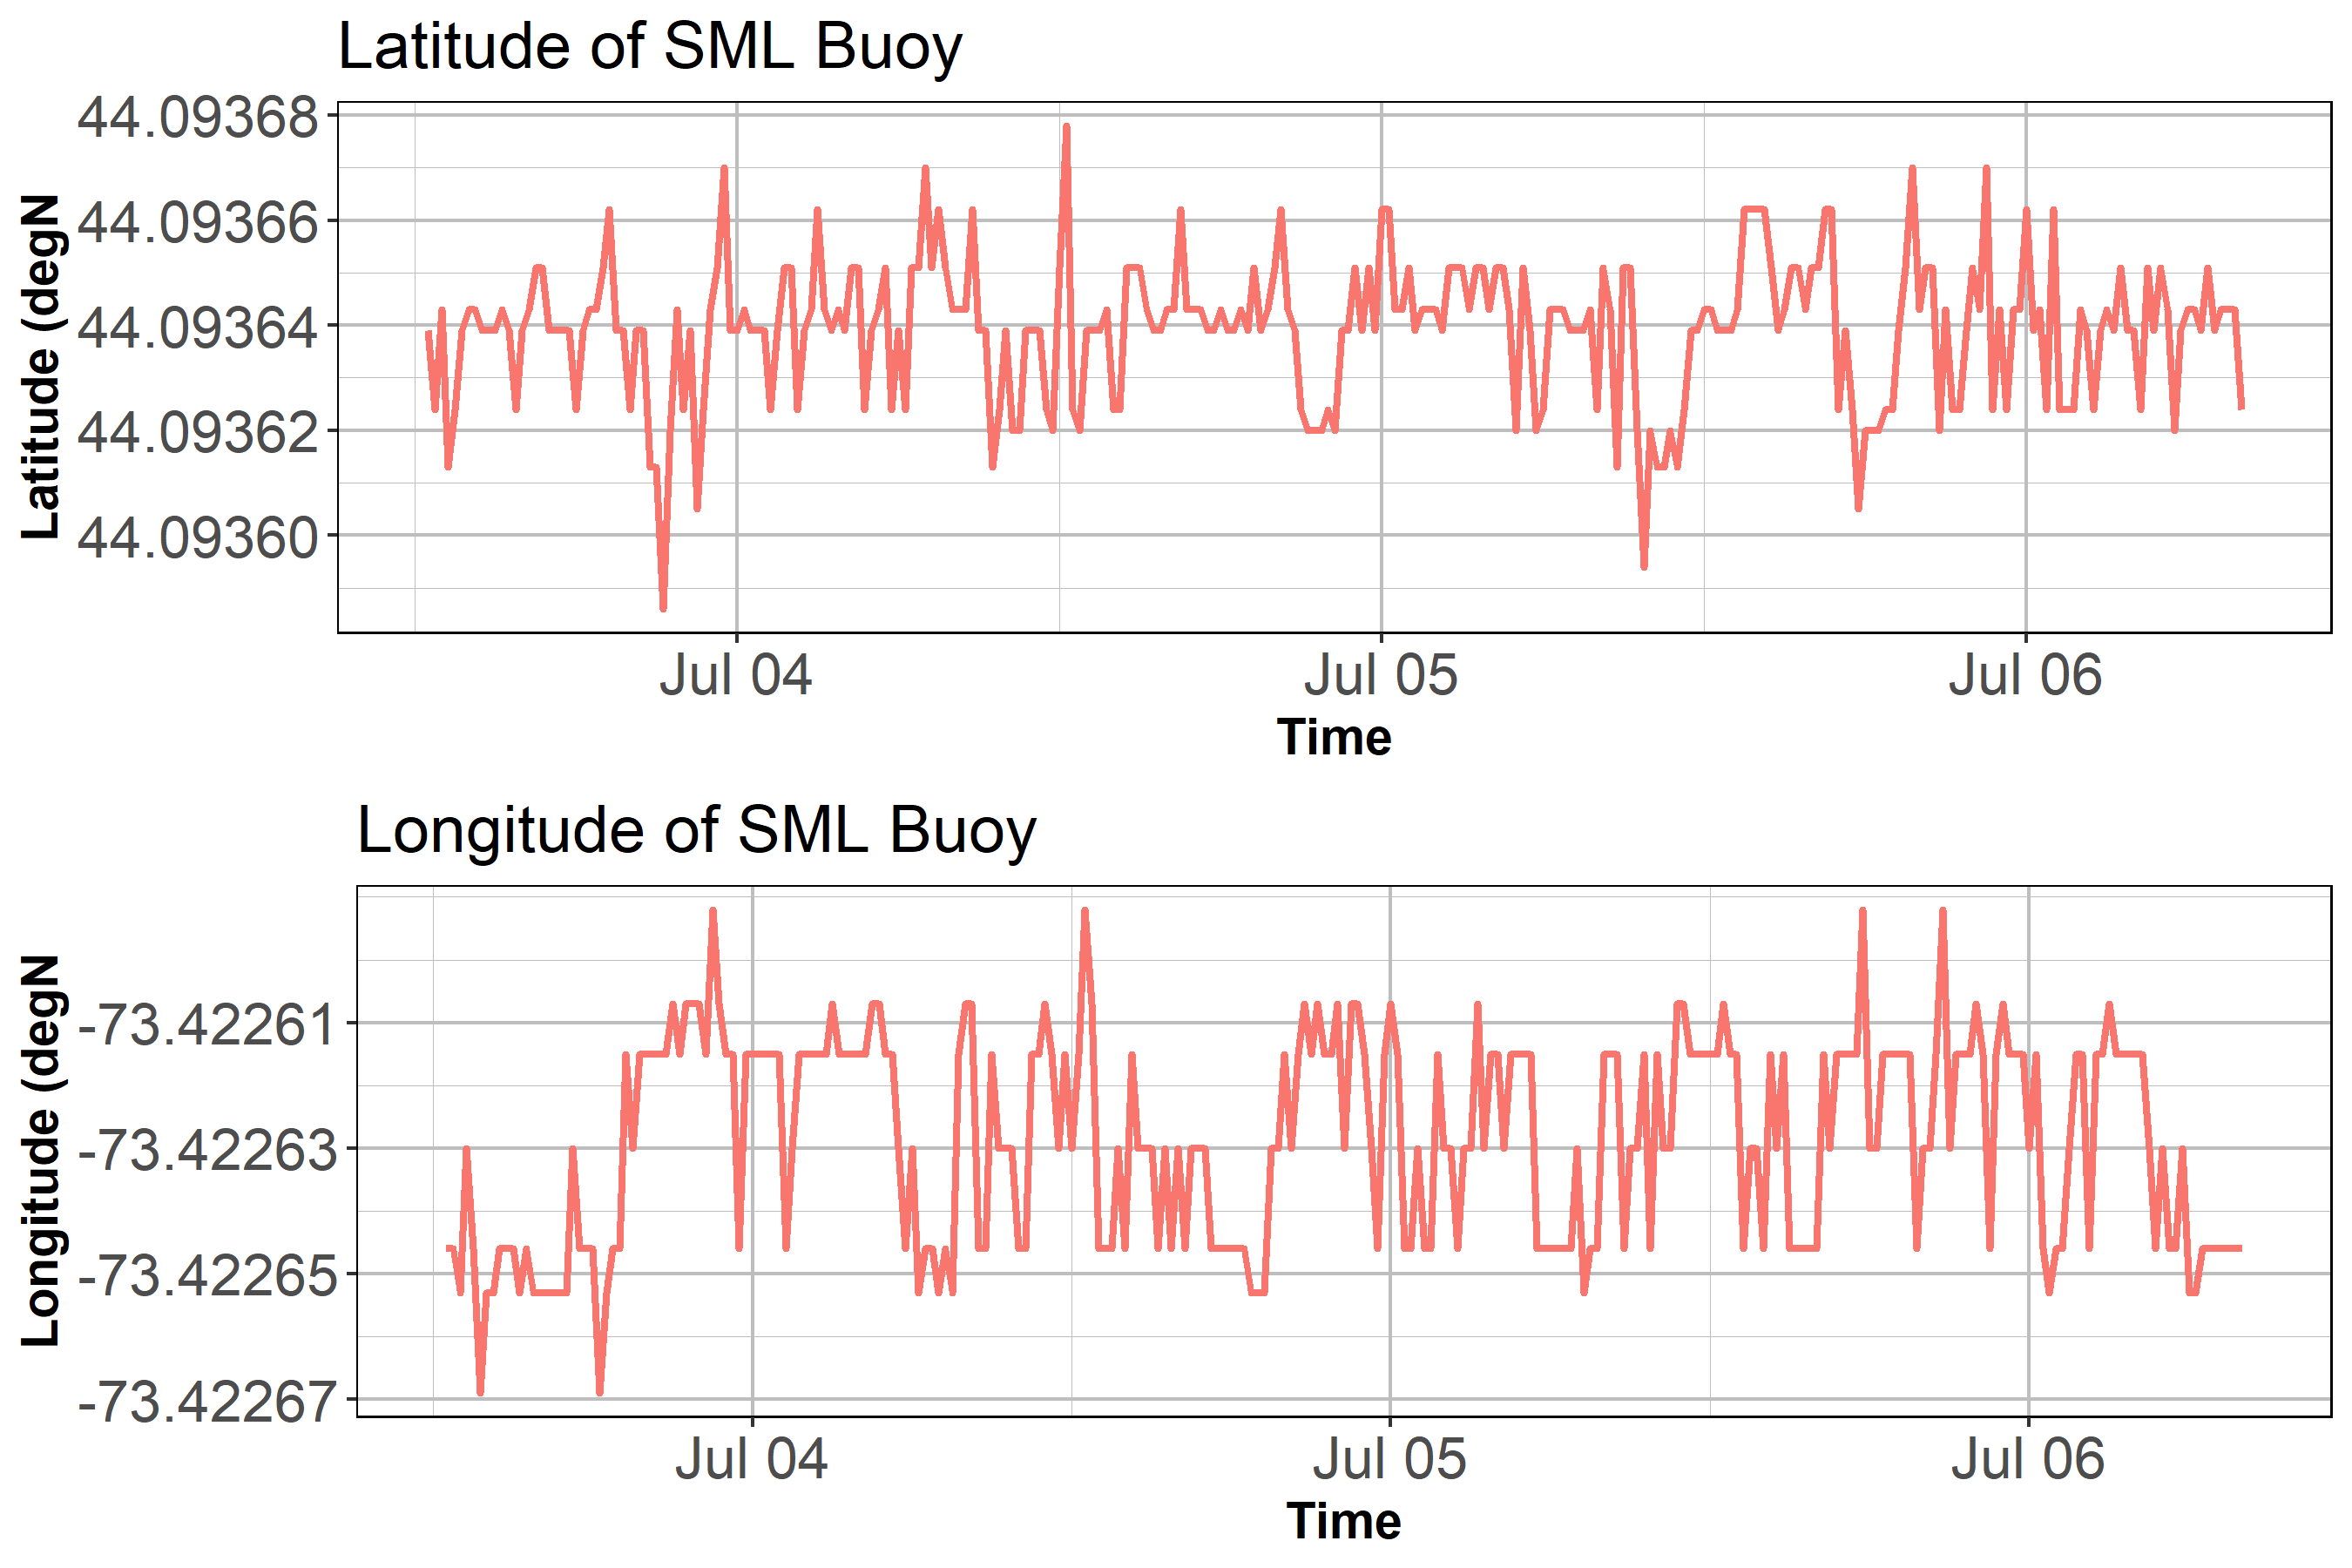 Latitude of SML Buoy
Latitude (degN
44.09368
44.09366
44.09364
44.09362
44.09360
Jul 04
Jul 05
Jul 06
Time
Longitude of SML Buoy
Longitude (degN
-73.42261
-73.42263
-73.42265
-73.42267
Jul 04
Jul 05
Jul 06
Time